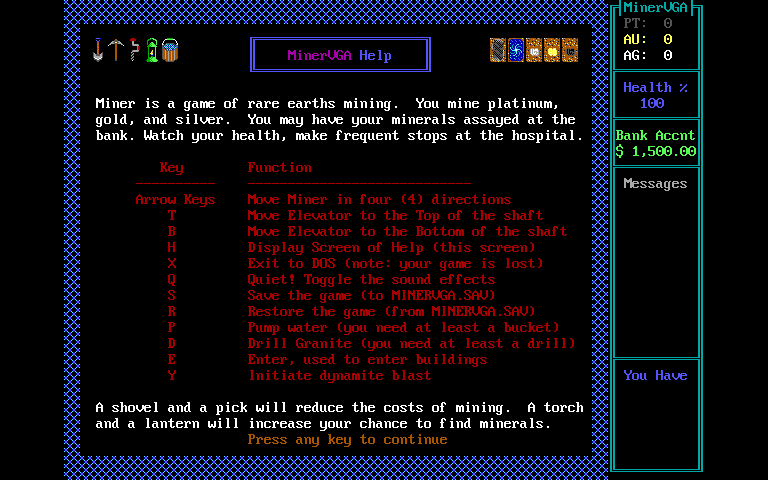 MinerVGA Help
Miner is a game of rare earths mining.  You mine platinum,
gold, and silver.  You may have your minerals assayed at the
bank. Watch your health, make frequent stops at the hospital.
Key Function
---------- ----------------------------
Arrow Keys Move Miner in four (4) directions
T Move Elevator to the Top of the shaft
B Move Elevator to the Bottom of the shaft
H Display Screen of Help (this screen)
X Exit to DOS (note: your game is lost)
Q Quiet! Toggle the sound effects
S Save the game (to MINERVGA.SAV)
R Restore the game (from MINERVGA.SAV)
P Pump water (you need at least a bucket)
D Drill Granite (you need at least a drill)
E Enter, used to enter buildings
Y Initiate dynamite blast
A shovel and a pick will reduce the costs of mining.  A torch
and a lantern will increase your chance to find minerals.
Press any key to continue
MinerVGA
PT: 0
AU: 0
AG: 0
Health %
100
Bank Accnt
$ 1,500.00
Messages
You Have